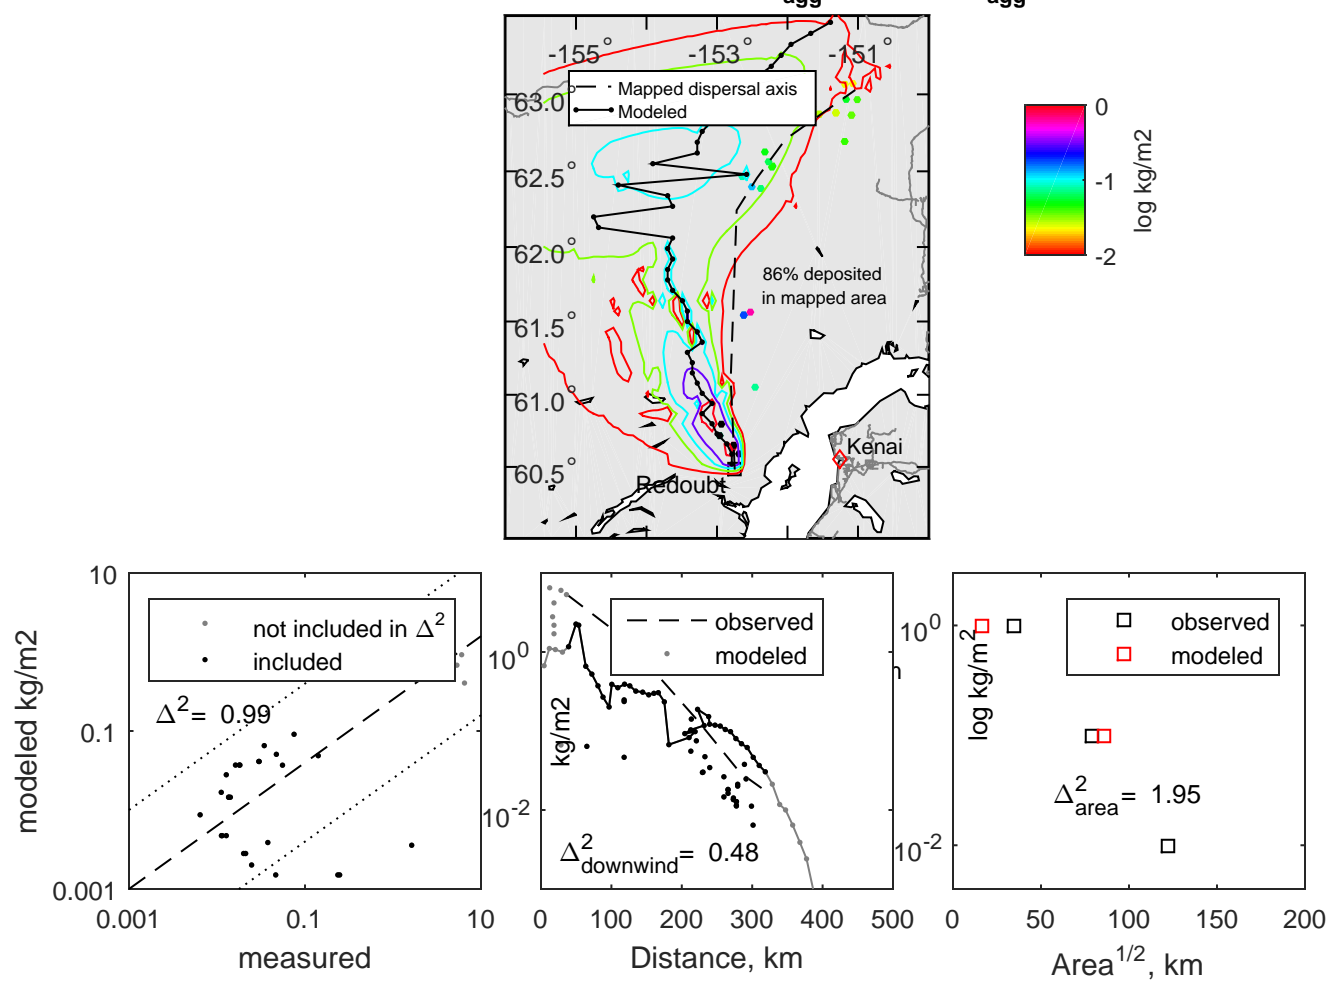 agg agg
-155° -153° -151°
Mapped dispersal axis
Modeled
63.0°
62.5°
62.0°
61.5°
61.0°
60.5°
86% deposited
in mapped area
Kenai
Redoubt
0
-1
-2
log kg/m2
10
0.1
0.001
0.001 0.1 10
modeled kg/m2
measured
not included in Δ²
included
Δ²= 0.99
10⁰
10⁻²
kg/m2
observed
modeled
Δ²downwind= 0.48
0 100 200 300 400 500
Distance, km
n
10⁰
10⁻²
log kg/m²
observed
modeled
Δ²area= 1.95
0 50 100 150 200
Area¹/², km